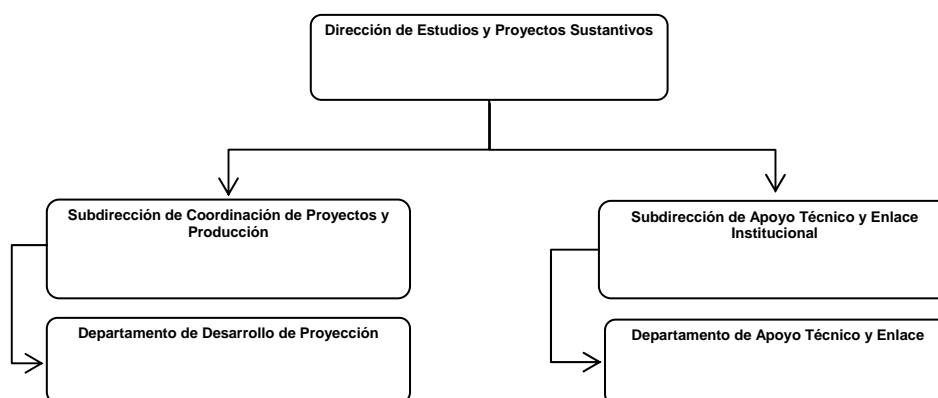 Dirección de Estudios y Proyectos Sustantivos
Subdirección de Coordinación de Proyectos y
Producción
Subdirección de Apoyo Técnico y Enlace
Institucional
Departamento de Desarrollo de Proyección
Departamento de Apoyo Técnico y Enlace